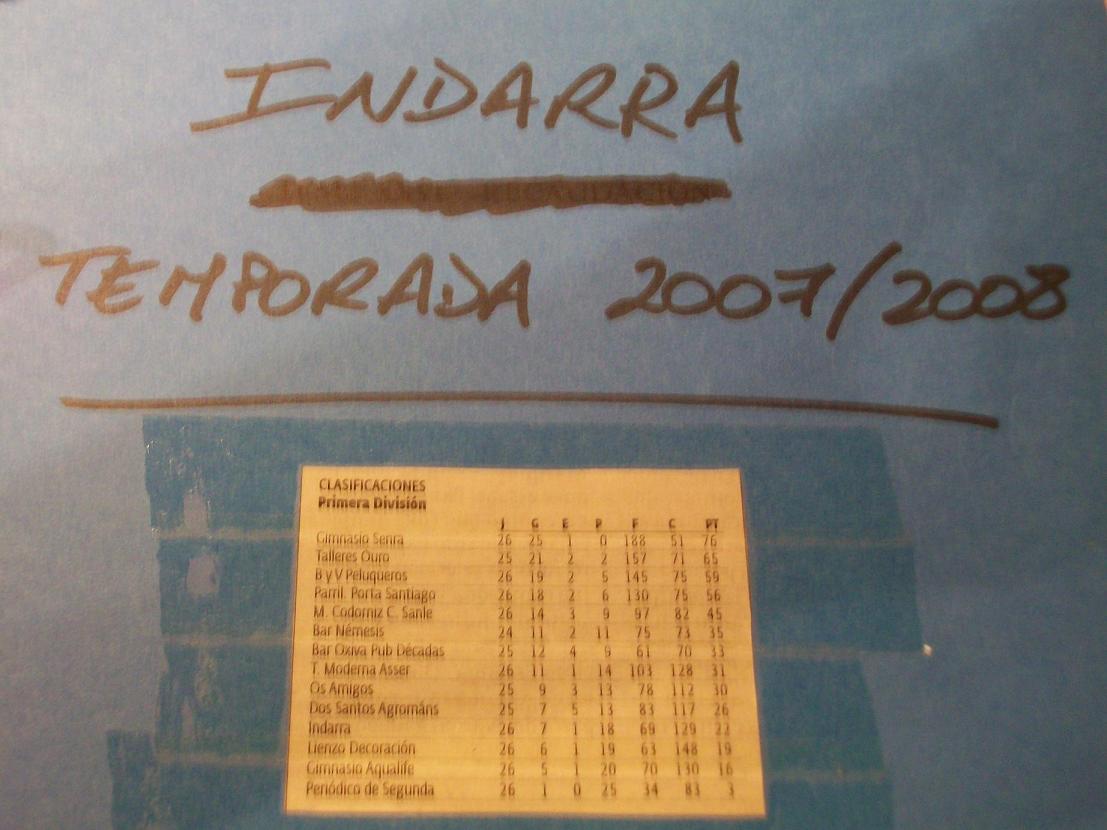 INDARRA
TEMPORADA 2007/2008
CLASIFICACIONES
Primera División
J G E P F C PT
Gimnasio Senra 26 25 1 0 188 51 76
Talleres Ouro 25 21 2 2 157 71 65
B y V Peluqueros 26 19 2 5 145 75 59
Parril. Porta Santiago 26 18 2 6 130 75 56
M. Codorniz C. Sanle 26 14 3 9 97 82 45
Bar Némesis 24 11 2 11 75 73 35
Bar Oxiva Pub Décadas 25 12 4 9 61 70 33
T. Moderna Asser 26 11 1 14 103 128 31
Os Amigos 25 9 3 13 78 112 30
Dos Santos Agrománs 25 7 5 13 83 117 26
Indarra 26 7 1 18 69 129 22
Lienzo Decoración 26 6 1 19 63 148 19
Gimnasio Aqualife 26 5 1 20 70 130 16
Periódico de Segunda 26 1 0 25 34 83 3